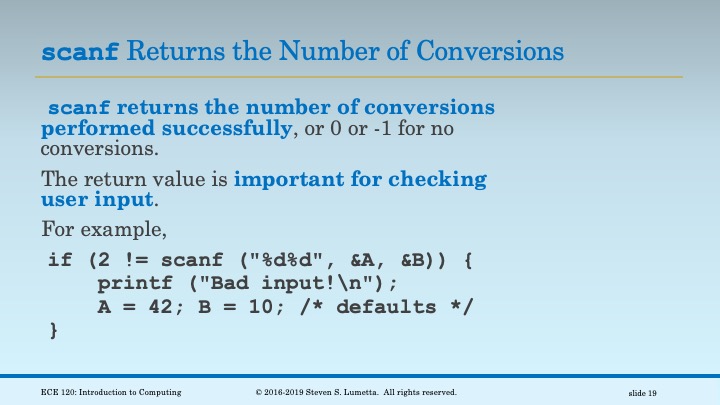 scanf Returns the Number of Conversions
scanf returns the number of conversions
performed successfully, or 0 or -1 for no
conversions.
The return value is important for checking
user input.
For example,
if (2 != scanf ("%d%d", &A, &B)) {
    printf ("Bad input!\n");
    A = 42; B = 10; /* defaults */
}
ECE 120: Introduction to Computing
© 2016-2019 Steven S. Lumetta. All rights reserved.
slide 19